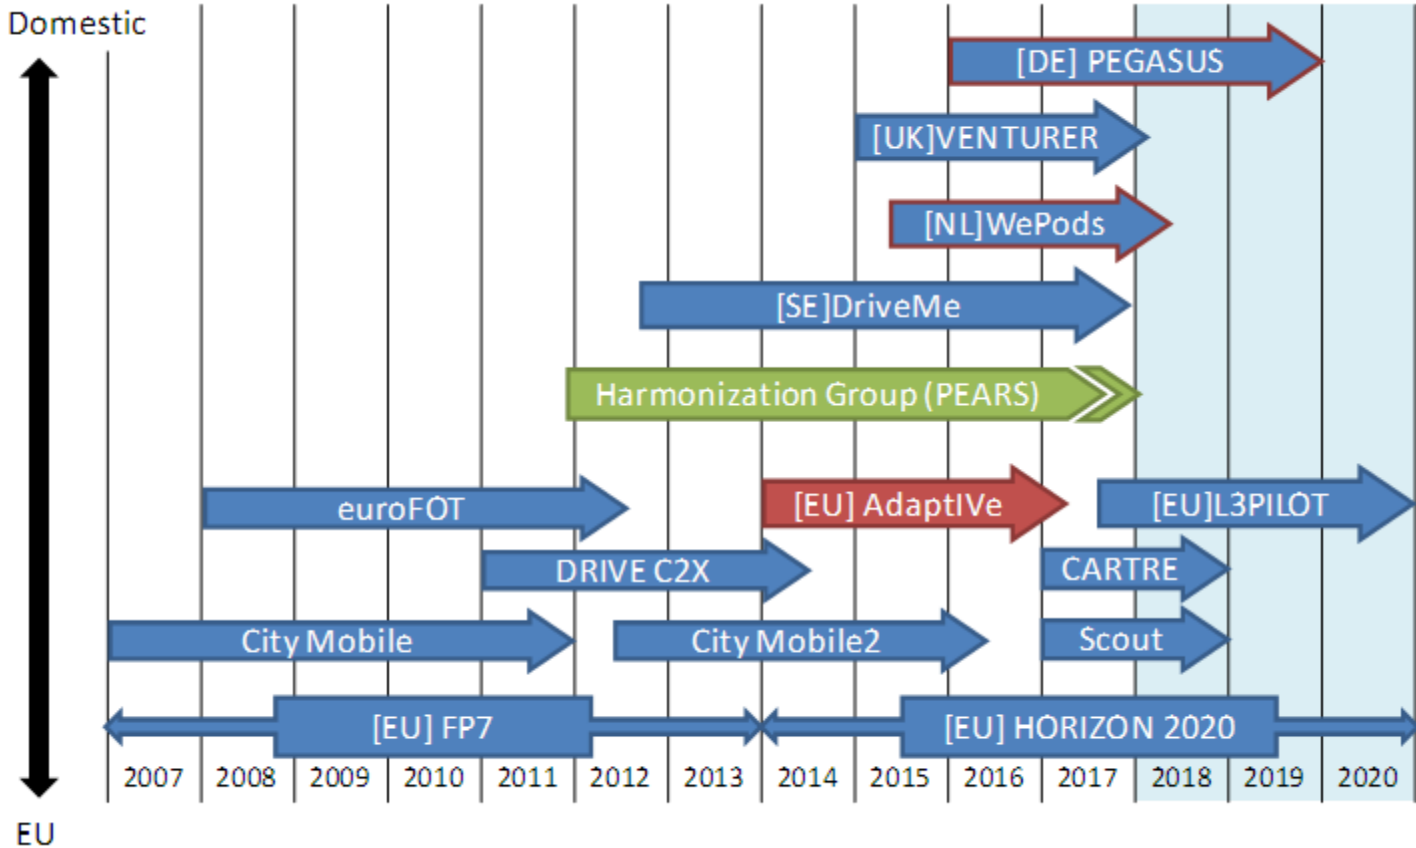 Domestic
[DE] PEGASUS
[UK]VENTURER
[NL]WePods
[SE]DriveMe
Harmonization Group (PEARS)
euroFOT
[EU] AdaptIVe
[EU]L3PILOT
DRIVE C2X
CARTRE
City Mobile
City Mobile2
Scout
[EU] FP7
[EU] HORIZON 2020
2007 2008 2009 2010 2011 2012 2013 2014 2015 2016 2017 2018 2019 2020
EU